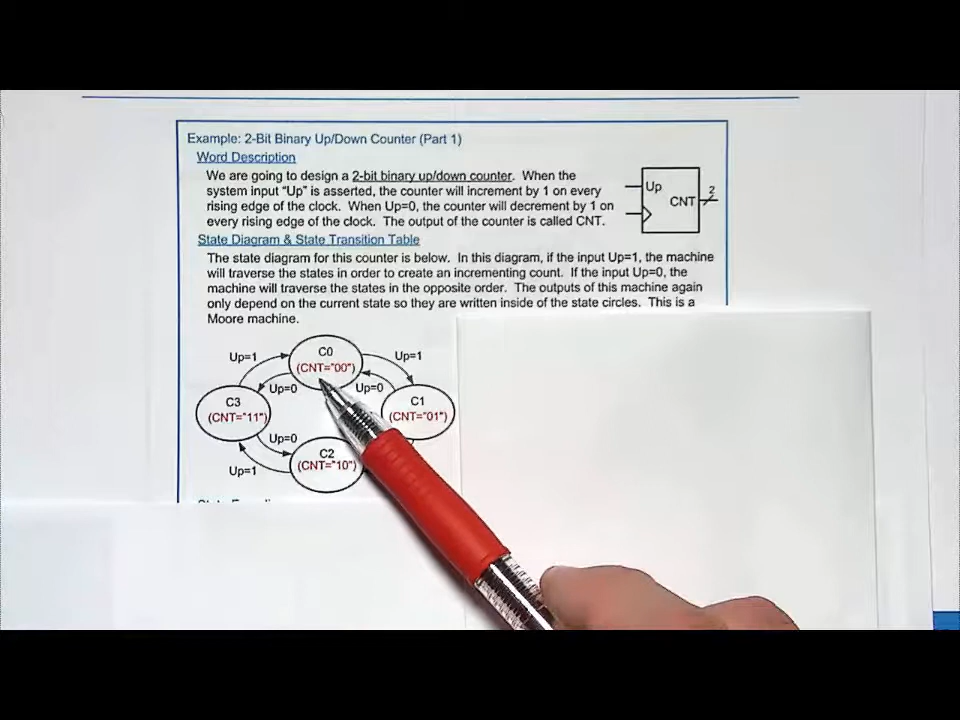 Example: 2-Bit Binary Up/Down Counter (Part 1)
Word Description
We are going to design a 2-bit binary up/down counter. When the
system input “Up” is asserted, the counter will increment by 1 on every
rising edge of the clock. When Up=0, the counter will decrement by 1 on
every rising edge of the clock. The output of the counter is called CNT.
Up
CNT
2
State Diagram & State Transition Table
The state diagram for this counter is below. In this diagram, if the input Up=1, the machine
will traverse the states in order to create an incrementing count. If the input Up=0, the
machine will traverse the states in the opposite order. The outputs of this machine again
only depend on the current state so they are written inside of the state circles. This is a
Moore machine.
C0
(CNT="00")
Up=1
Up=1
Up=0
Up=0
C3
(CNT="11")
C1
(CNT="01")
Up=0
Up=1
C2
(CNT="10")